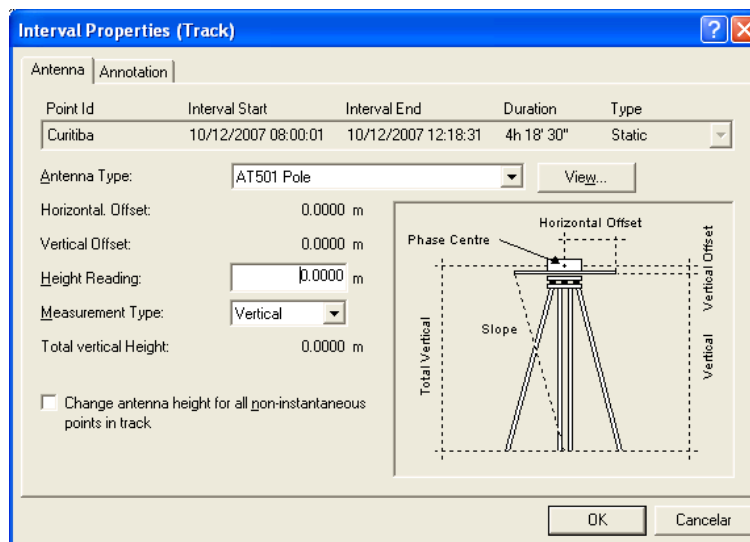 Interval Properties (Track)
Antenna Annotation
Point Id Interval Start Interval End Duration Type
Curitiba 10/12/2007 08:00:01 10/12/2007 12:18:31 4h 18' 30" Static
Antenna Type: AT501 Pole View...
Horizontal. Offset: 0.0000 m
Vertical Offset: 0.0000 m
Height Reading: 0.0000 m
Measurement Type: Vertical
Total vertical Height: 0.0000 m
Change antenna height for all non-instantaneous
points in track
Horizontal Offset
Phase Centre
Vertical Offset
Slope
Total Vertical
Vertical
OK Cancelar